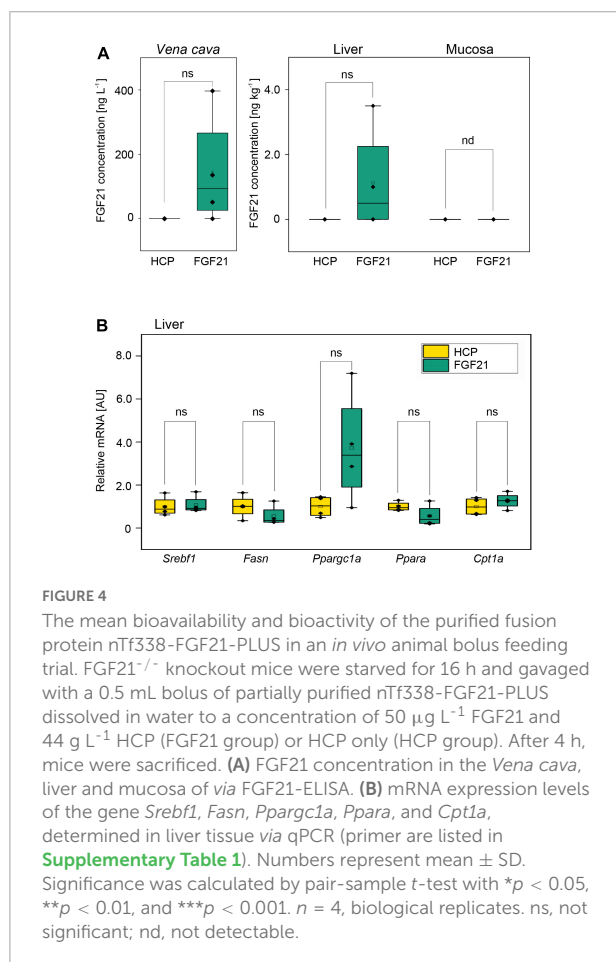 A
Vena cava
Liver
Mucosa
ns
ns
nd
FGF21 concentration [ng L-1]
400
200
0
FGF21 concentration [ng kg-1]
4.0
2.0
0
HCP FGF21
HCP FGF21
HCP FGF21
B
Liver
HCP
FGF21
ns
ns
ns
ns
ns
Relative mRNA [AU]
8.0
6.0
4.0
2.0
0
Srebf1 Fasn Ppargc1a Ppara Cpt1a
FIGURE 4
The mean bioavailability and bioactivity of the purified fusion
protein nTf338-FGF21-PLUS in an in vivo animal bolus feeding
trial. FGF21-/- knockout mice were starved for 16 h and gavaged
with a 0.5 mL bolus of partially purified nTf338-FGF21-PLUS
dissolved in water to a concentration of 50 μg L-1 FGF21 and
44 g L-1 HCP (FGF21 group) or HCP only (HCP group). After 4 h,
mice were sacrificed. (A) FGF21 concentration in the Vena cava,
liver and mucosa of via FGF21-ELISA. (B) mRNA expression levels
of the gene Srebf1, Fasn, Ppargc1a, Ppara, and Cpt1a,
determined in liver tissue via qPCR (primer are listed in
Supplementary Table 1). Numbers represent mean ± SD.
Significance was calculated by pair-sample t-test with *p < 0.05,
**p < 0.01, and ***p < 0.001. n = 4, biological replicates. ns, not
significant; nd, not detectable.